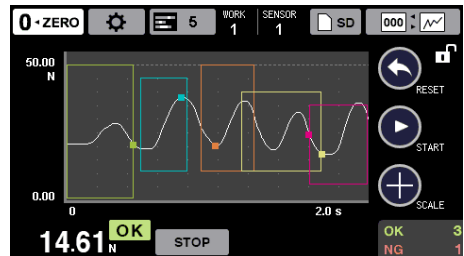 0 ZERO
5
WORK
1
SENSOR
1
SD
000
50.00
N
RESET
START
0.00
0
2.0 s
SCALE
14.61 N
OK
STOP
OK 3
NG 1